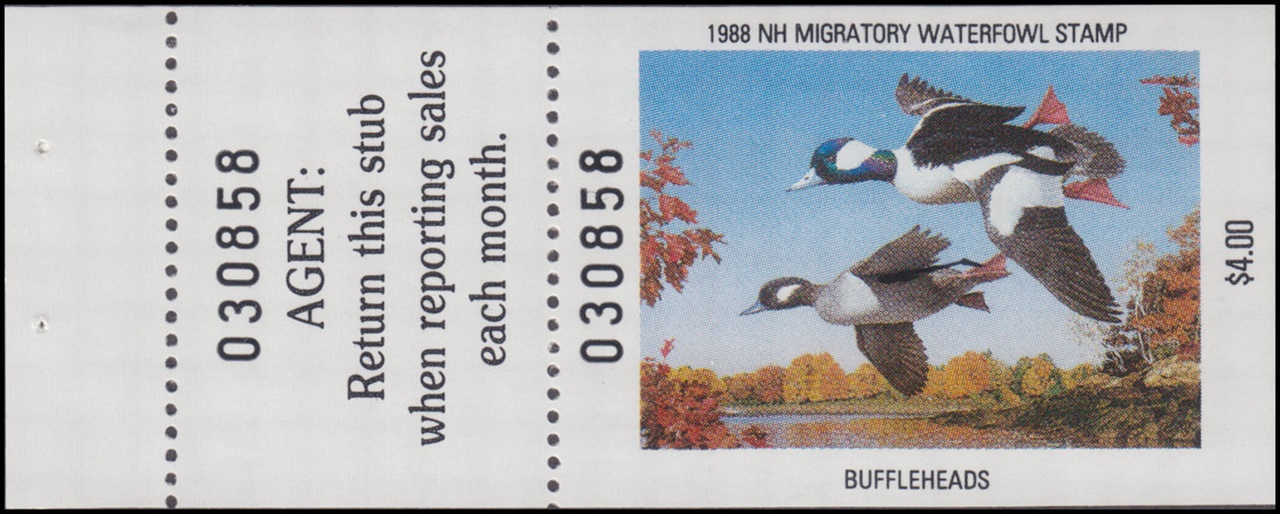 030858
AGENT:
Return this stub
when reporting sales
each month.
030858
1988 NH MIGRATORY WATERFOWL STAMP
$4.00
BUFFLEHEADS